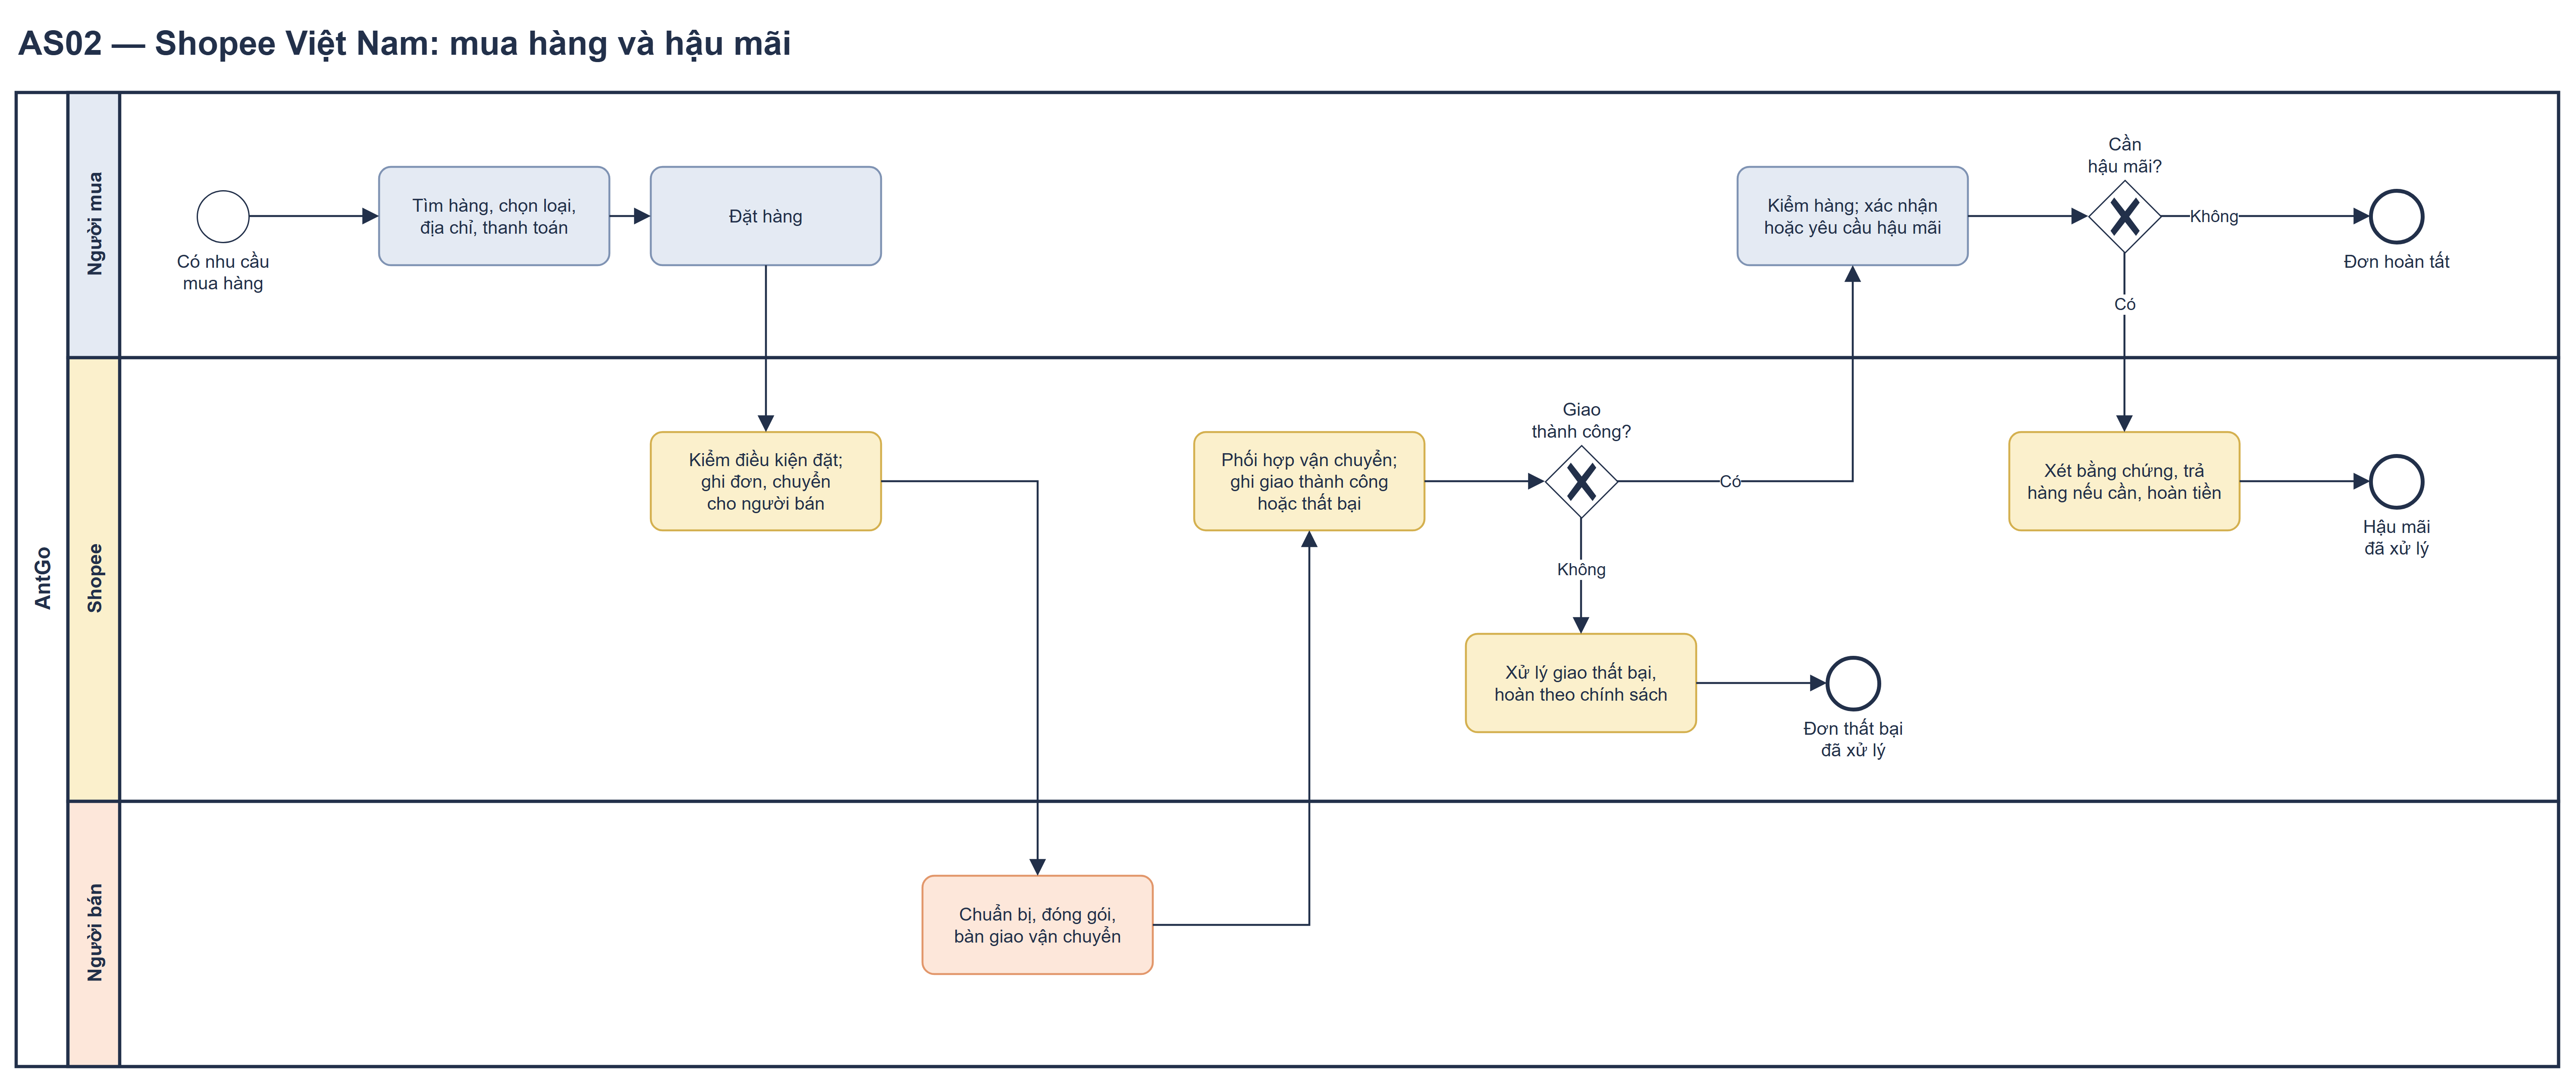 AS02 — Shopee Việt Nam: mua hàng và hậu mãi
AntGo
Người mua
Có nhu cầu
mua hàng
Tìm hàng, chọn loại,
địa chỉ, thanh toán
Đặt hàng
Kiểm hàng; xác nhận
hoặc yêu cầu hậu mãi
Cần
hậu mãi?
Không
Đơn hoàn tất
Có
Shopee
Kiểm điều kiện đặt;
ghi đơn, chuyển
cho người bán
Phối hợp vận chuyển;
ghi giao thành công
hoặc thất bại
Giao
thành công?
Có
Không
Xử lý giao thất bại,
hoàn theo chính sách
Đơn thất bại
đã xử lý
Xét bằng chứng, trả
hàng nếu cần, hoàn tiền
Hậu mãi
đã xử lý
Người bán
Chuẩn bị, đóng gói,
bàn giao vận chuyển